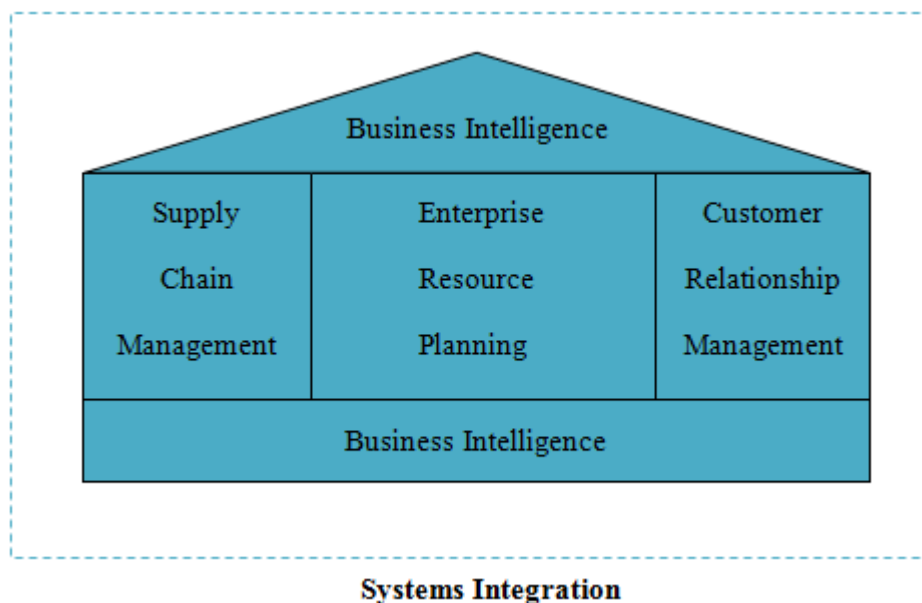 Business Intelligence
Supply
Chain
Management
Enterprise
Resource
Planning
Customer
Relationship
Management
Business Intelligence
Systems Integration